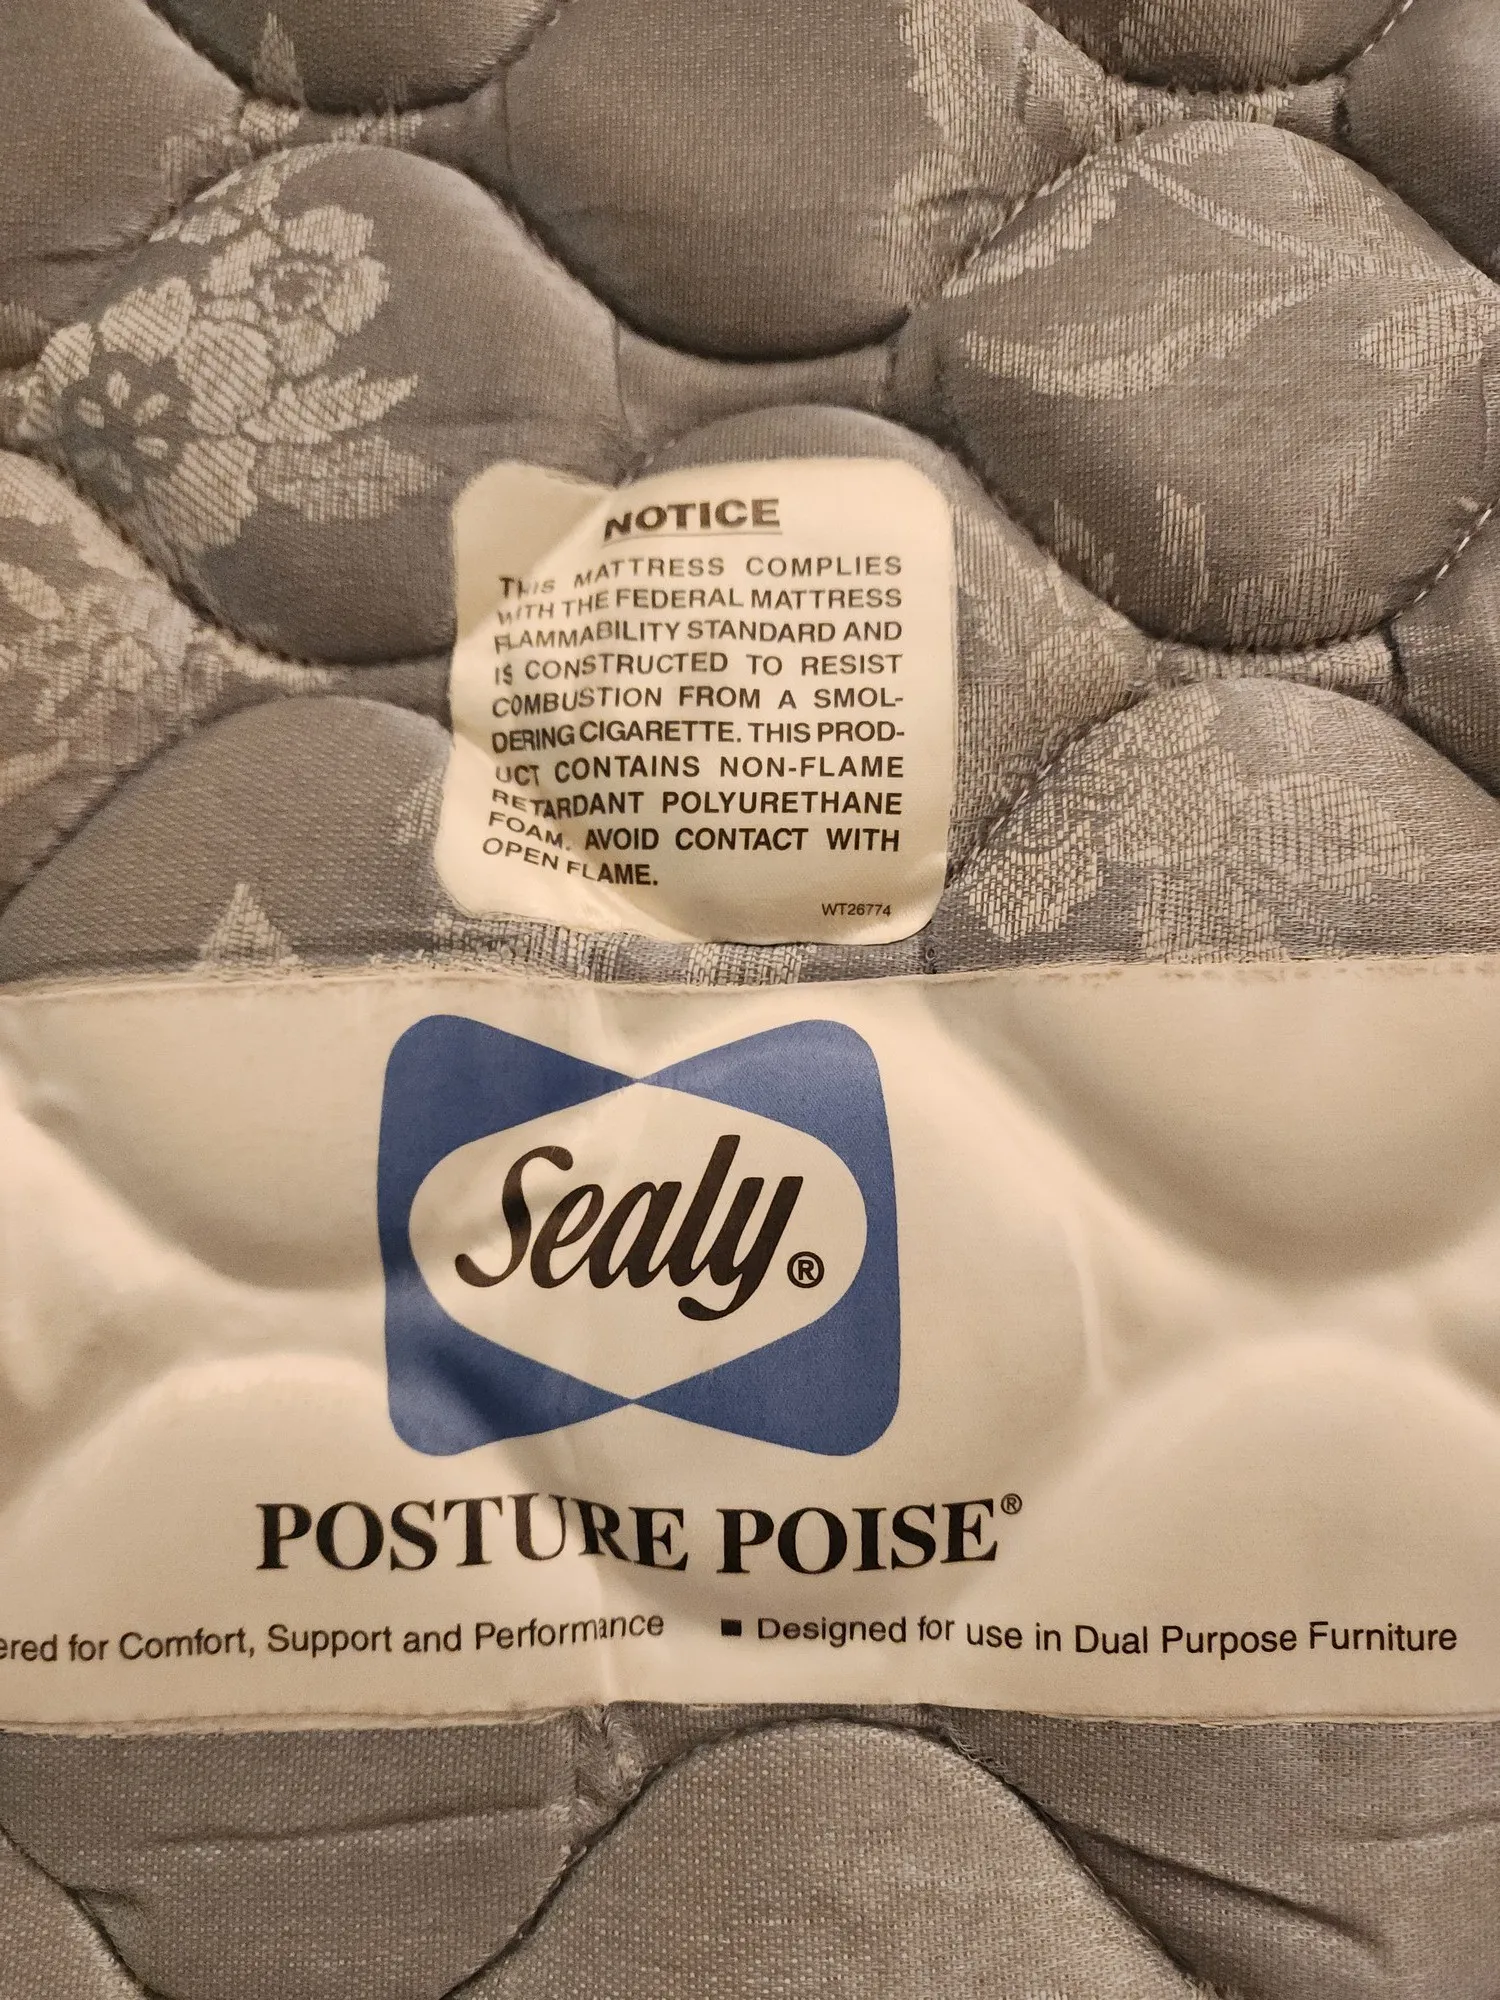 NOTICE
THIS MATTRESS COMPLIES
WITH THE FEDERAL MATTRESS
FLAMMABILITY STANDARD AND
IS CONSTRUCTED TO RESIST
COMBUSTION FROM A SMOL-
DERING CIGARETTE. THIS PROD-
UCT CONTAINS NON-FLAME
RETARDANT POLYURETHANE
FOAM. AVOID CONTACT WITH
OPEN FLAME.
WT26774
Sealy®
POSTURE POISE®
ered for Comfort, Support and Performance ■ Designed for use in Dual Purpose Furniture